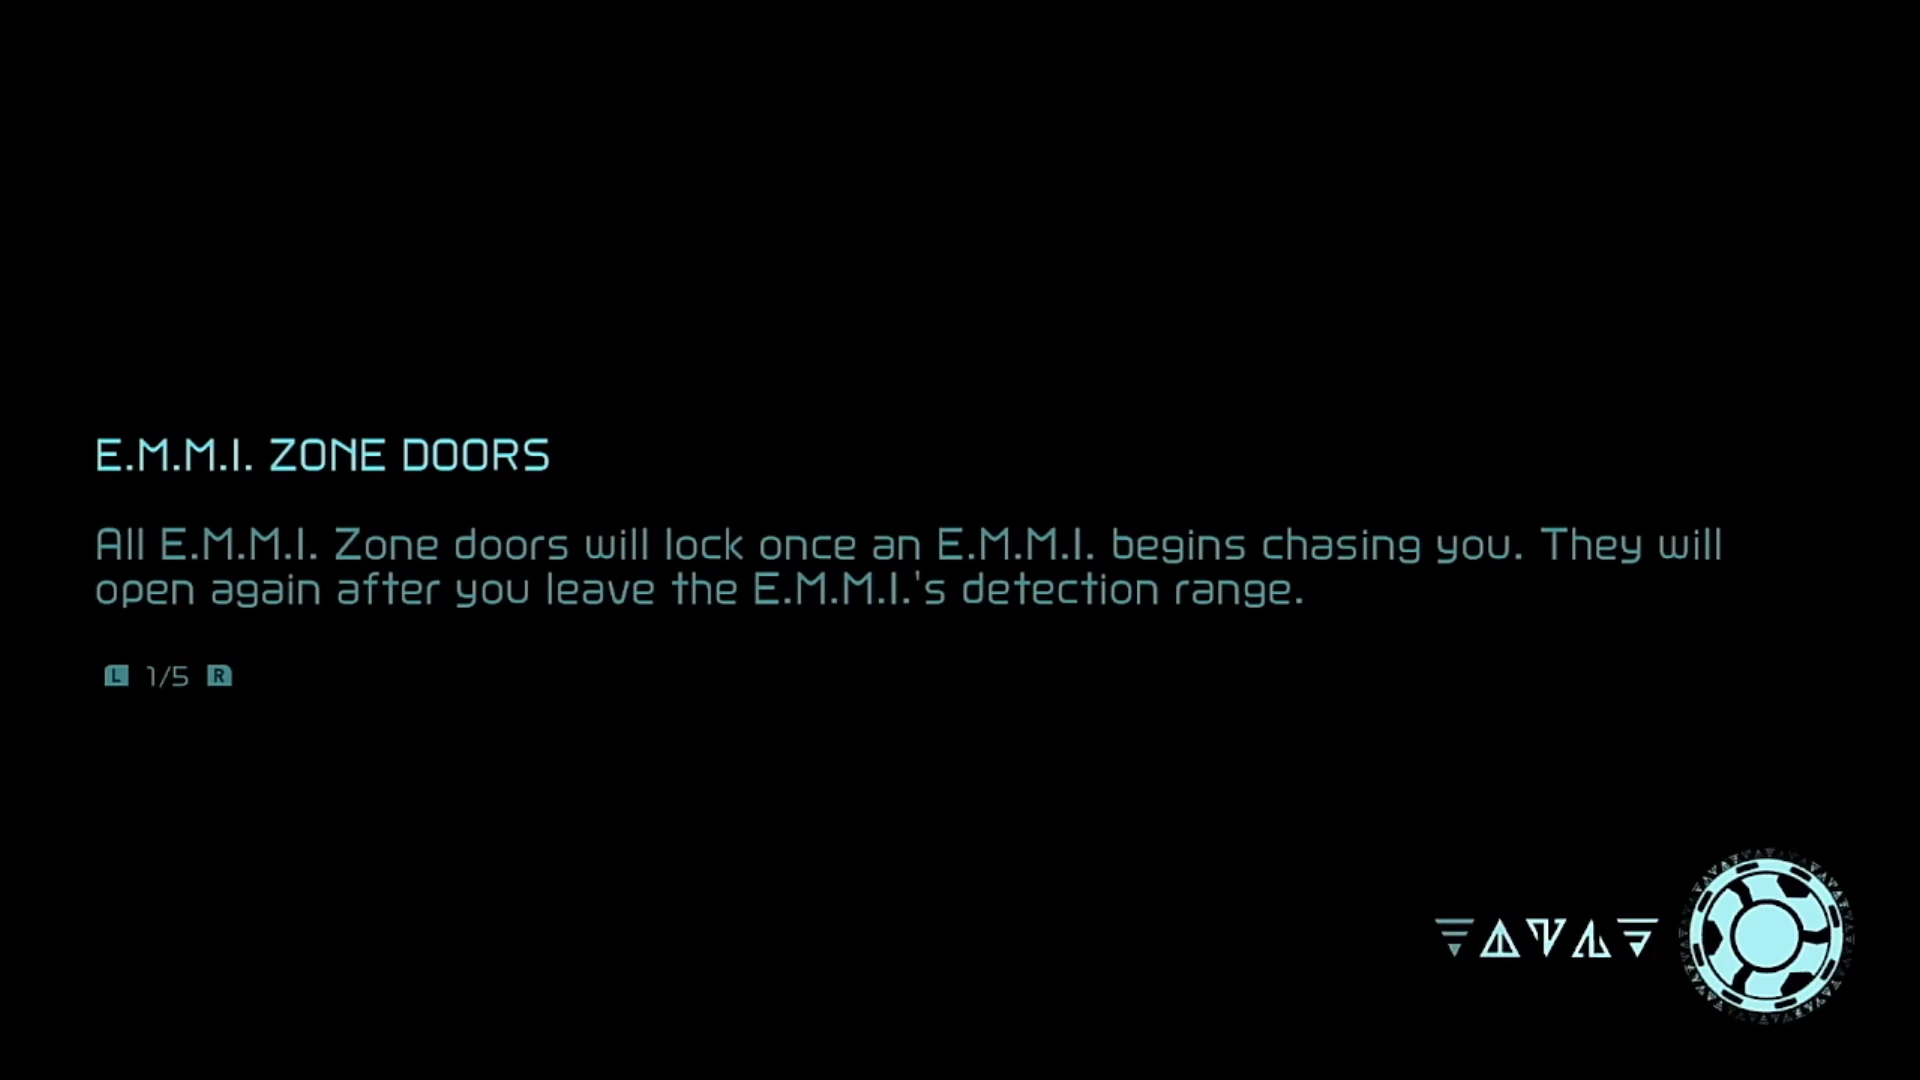 E.M.M.I. ZONE DOORS
All E.M.M.I. Zone doors will lock once an E.M.M.I. begins chasing you. They will
open again after you leave the E.M.M.I.'s detection range.
L 1/5 R